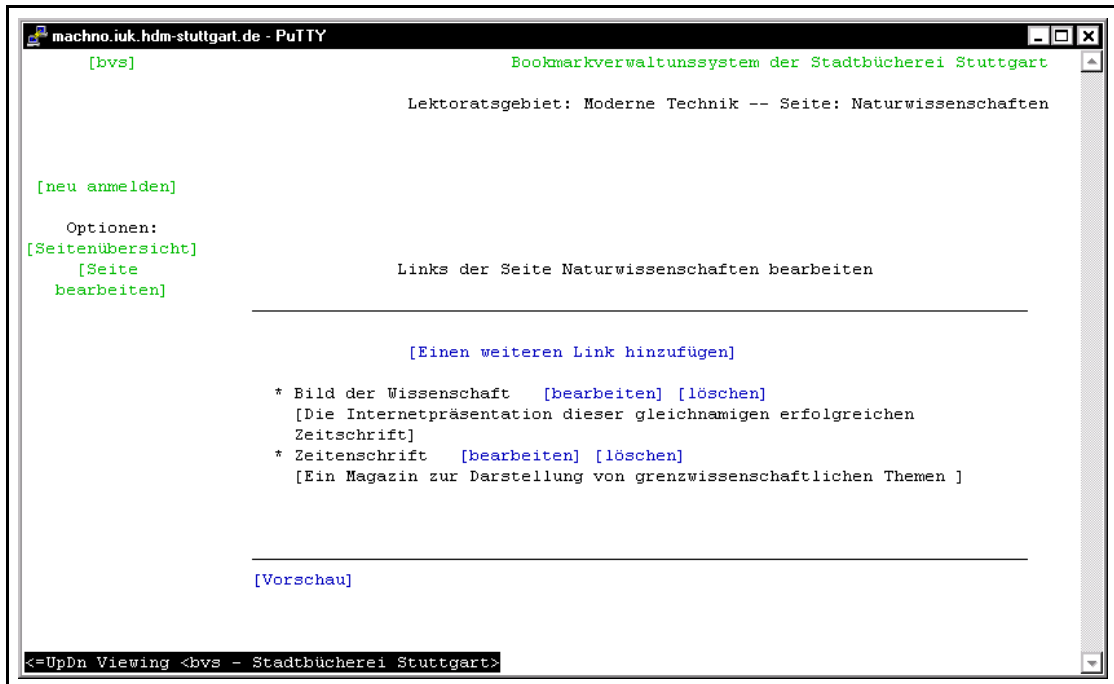 machno.iuk.hdm-stuttgart.de - PuTTY
[bvs] Bookmarkverwaltunssystem der Stadtbücherei Stuttgart
Lektoratsgebiet: Moderne Technik -- Seite: Naturwissenschaften
[neu anmelden]
Optionen:
[Seitenübersicht]
[Seite Links der Seite Naturwissenschaften bearbeiten
bearbeiten]
[Einen weiteren Link hinzufügen]
* Bild der Wissenschaft [bearbeiten] [löschen]
[Die Internetpräsentation dieser gleichnamigen erfolgreichen
Zeitschrift]
* Zeitenschrift [bearbeiten] [löschen]
[Ein Magazin zur Darstellung von grenzwissenschaftlichen Themen ]
[Vorschau]
<=UpDn Viewing <bvs - Stadtbücherei Stuttgart>